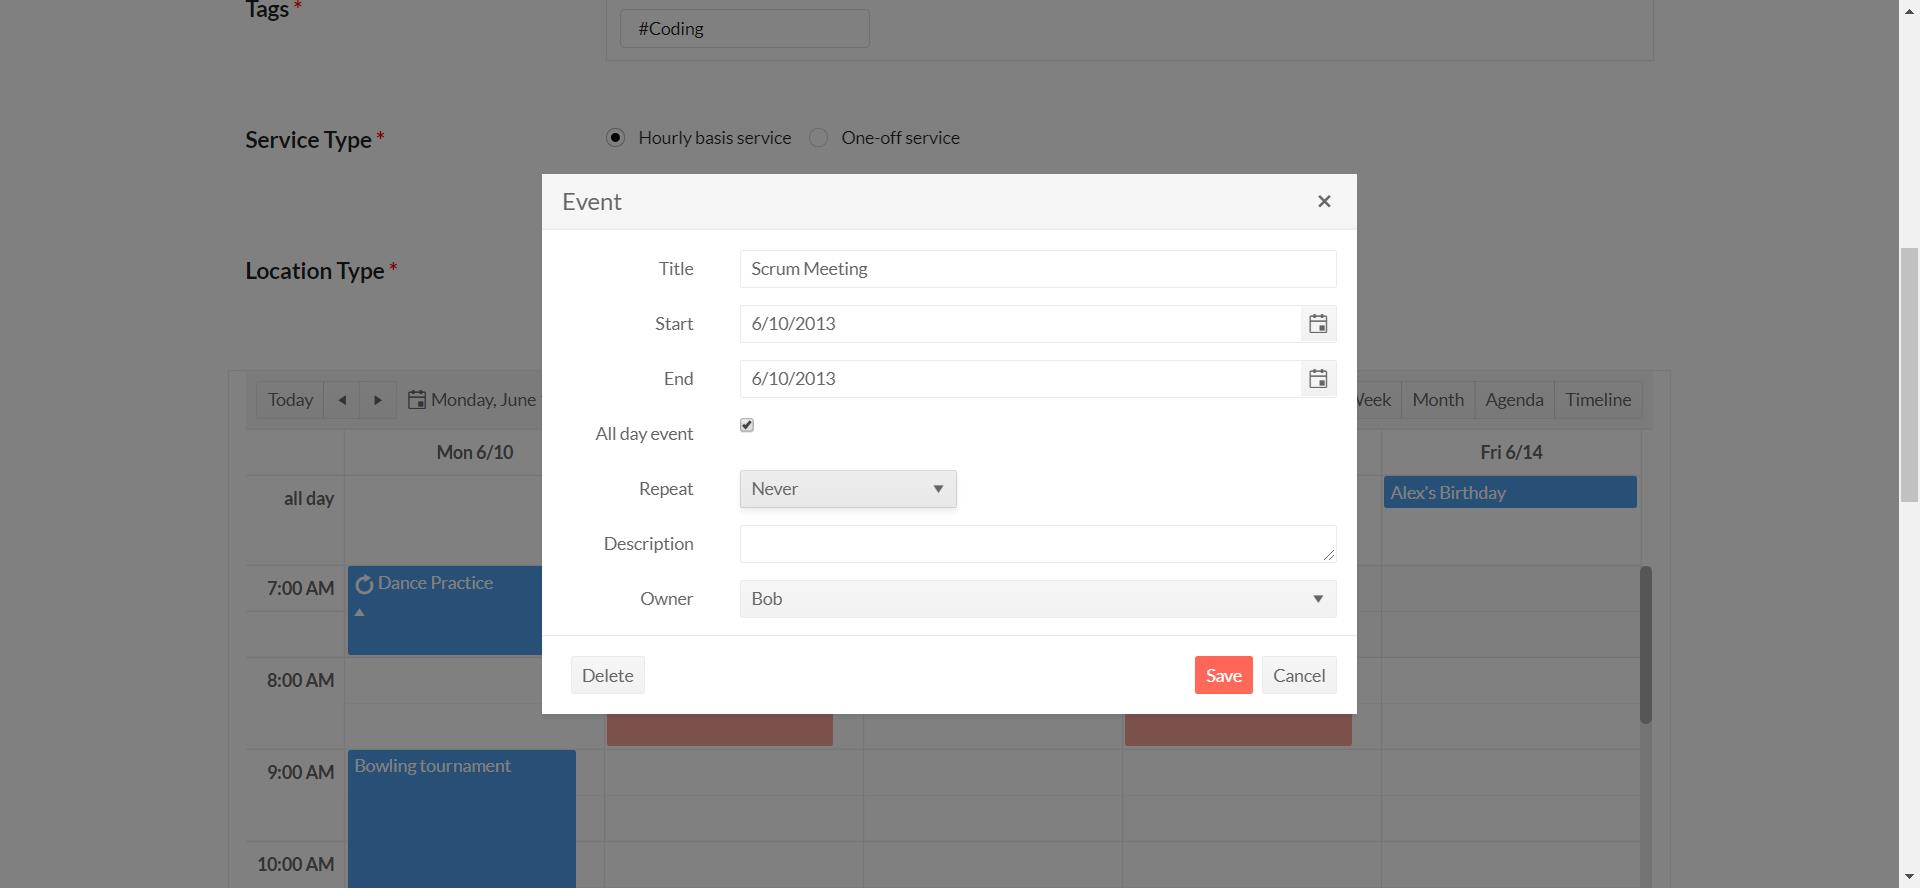 Tags *
#Coding
Service Type *
Hourly basis service One-off service
Event
Location Type *
Title Scrum Meeting
Start 6/10/2013
End 6/10/2013
Today Monday, June Month Agenda Timeline
All day event
Mon 6/10 Fri 6/14
Repeat Never
all day Alex's Birthday
Description
7:00 AM Dance Practice
Owner Bob
8:00 AM
Delete Save Cancel
9:00 AM Bowling tournament
10:00 AM